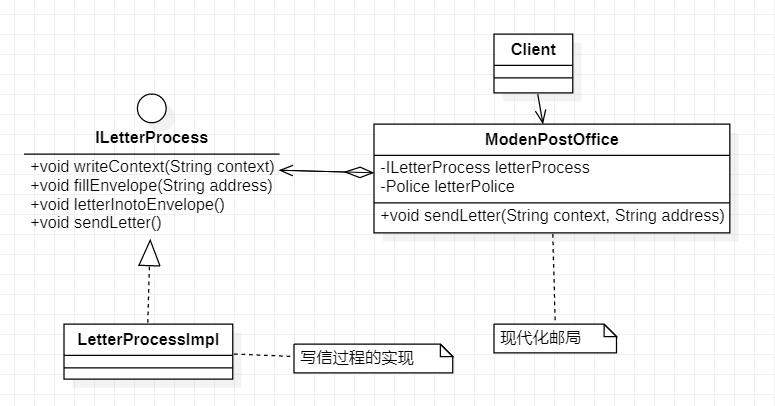 Client
ILetterProcess
+void writeContext(String context)
+void fillEnvelope(String address)
+void letterInotoEnvelope()
+void sendLetter()
ModenPostOffice
-ILetterProcess letterProcess
-Police letterPolice
+void sendLetter(String context, String address)
LetterProcessImpl
写信过程的实现
现代化邮局